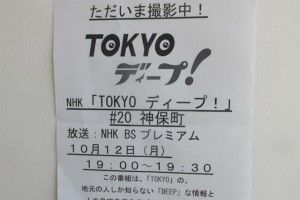 ただいま撮影中!
TOKYO
ディープ!
NHK「TOKYO ディープ!」
#20 神保町
放送:NHK BSプレミアム
10月12日(月)
19:00~19:30
この番組は、「TOKYO」の、
地元の人しか知らない「DEEP」な情報と